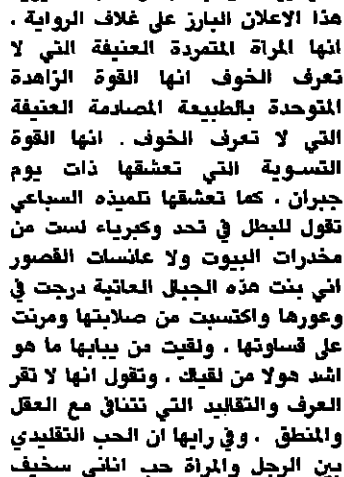 هذا الاعلان البارز على غلاف الرواية .
انها المراة المتمردة العنيفة التي لا
تعرف الخوف انها القوة الزاهدة
المتوحدة بالطبيعة المصادمة العنيفة
التي لا تعرف الخوف . انها القوة
التسوية التي تعشقها ذات يوم
جبران . كما تعشقها تلميذه السباعي
تقول للبطل في تحد وكبرياء لست من
مخدرات البيوت ولا عانسات القصور
اني بنت هذه الجبال العاتية درجت في
وعورها واكتسبت من صلابتها ومرنت
على قساوتها . ولقيت من يبابها ما هو
اشد هولا من لقياك . وتقول انها لا تقر
العرف والتقاليد التي تتنافى مع العقل
والمنطق . وفي رايها ان الحب التقليدي
بين الرجل والمراة حب اناني سخيف